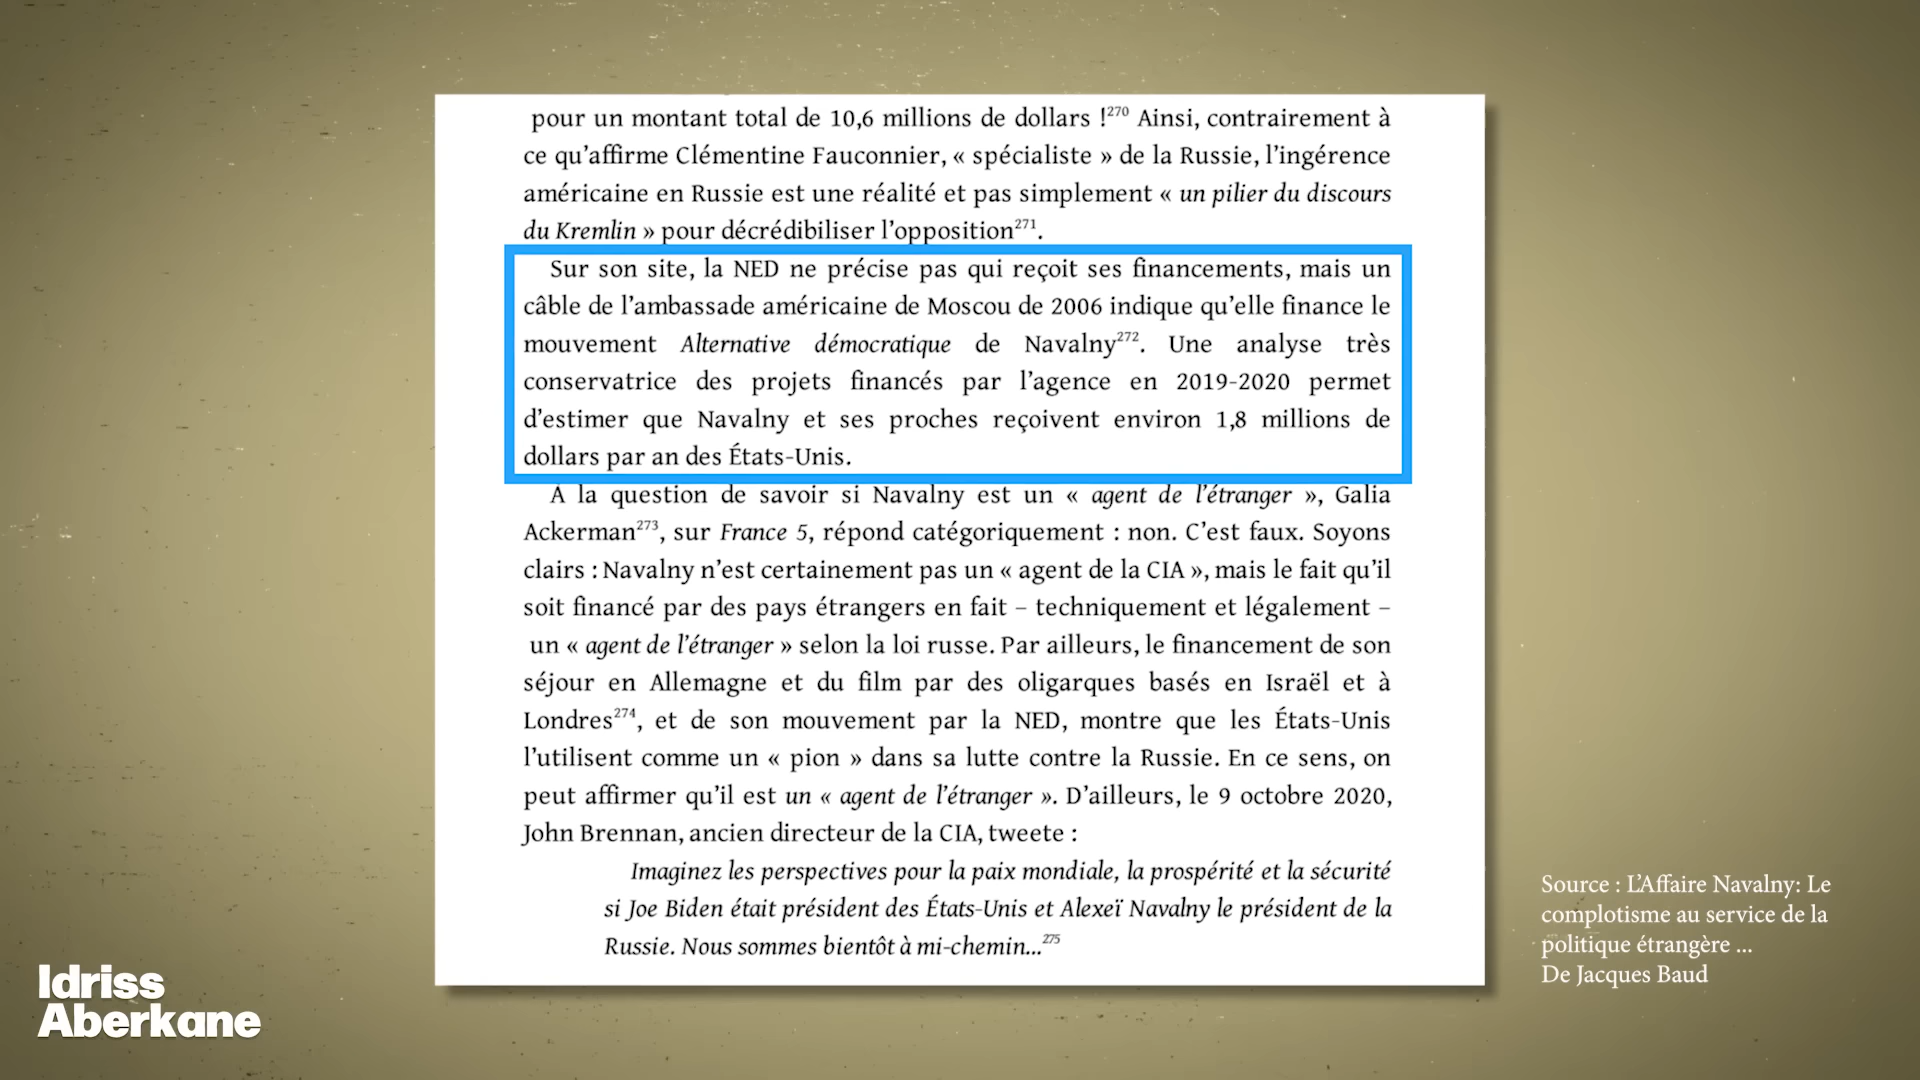 pour un montant total de 10,6 millions de dollars !270 Ainsi, contrairement à
ce qu’affirme Clémentine Fauconnier, « spécialiste » de la Russie, l’ingérence
américaine en Russie est une réalité et pas simplement « un pilier du discours
du Kremlin » pour décrédibiliser l’opposition271.
Sur son site, la NED ne précise pas qui reçoit ses financements, mais un
câble de l’ambassade américaine de Moscou de 2006 indique qu’elle finance le
mouvement Alternative démocratique de Navalny272. Une analyse très
conservatrice des projets financés par l’agence en 2019-2020 permet
d’estimer que Navalny et ses proches reçoivent environ 1,8 millions de
dollars par an des États-Unis.
À la question de savoir si Navalny est un « agent de l’étranger », Galia
Ackerman273, sur France 5, répond catégoriquement : non. C’est faux. Soyons
clairs : Navalny n’est certainement pas un « agent de la CIA », mais le fait qu’il
soit financé par des pays étrangers en fait – techniquement et légalement –
un « agent de l’étranger » selon la loi russe. Par ailleurs, le financement de son
séjour en Allemagne et du film par des oligarques basés en Israël et à
Londres274, et de son mouvement par la NED, montre que les États-Unis
l’utilisent comme un « pion » dans sa lutte contre la Russie. En ce sens, on
peut affirmer qu’il est un « agent de l’étranger ». D’ailleurs, le 9 octobre 2020,
John Brennan, ancien directeur de la CIA, tweete :
Imaginez les perspectives pour la paix mondiale, la prospérité et la sécurité
si Joe Biden était président des États-Unis et Alexeï Navalny le président de la
Russie. Nous sommes bientôt à mi-chemin...275
Source : L’Affaire Navalny: Le
complotisme au service de la
politique étrangère ...
De Jacques Baud
Idriss
Aberkane